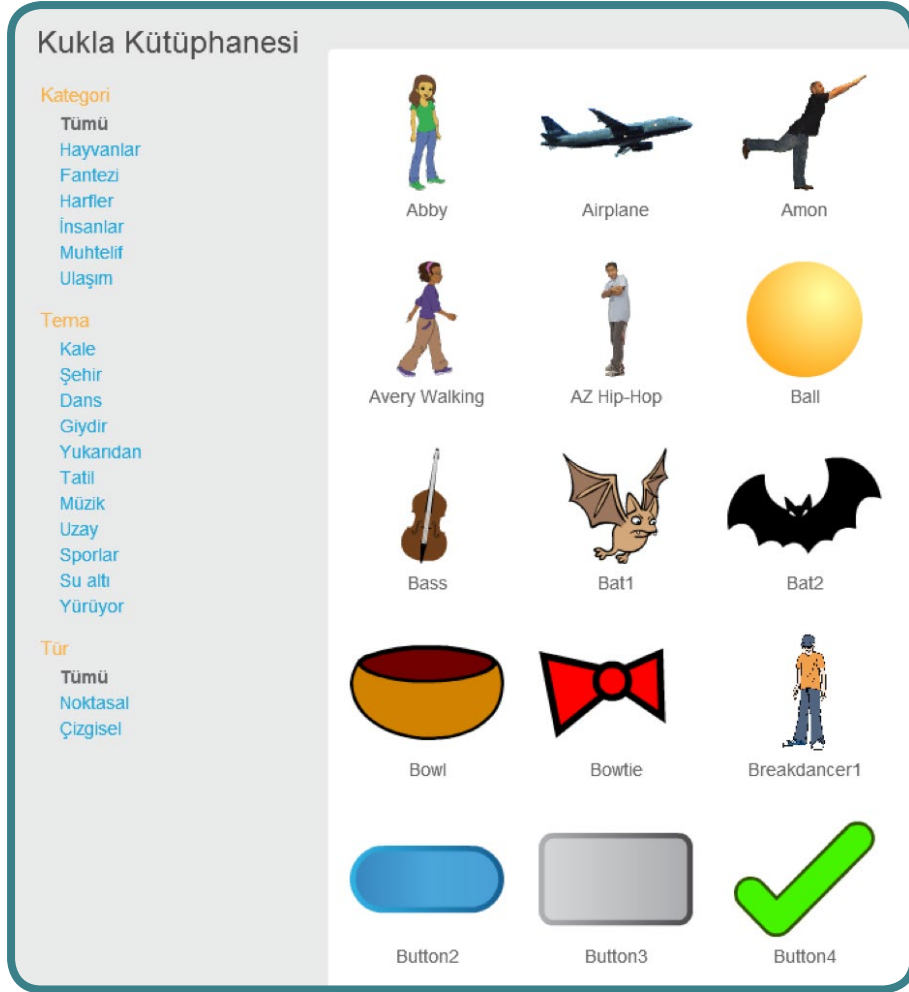 Kukla Kütüphanesi
Kategori
Tümü
Hayvanlar
Fantezi
Harfler
İnsanlar
Muhtelif
Ulaşım
Tema
Kale
Şehir
Dans
Giydir
Yukarıdan
Tatil
Müzik
Uzay
Sporlar
Su altı
Yürüyor
Tür
Tümü
Noktasal
Çizgisel
Abby Airplane Amon
Avery Walking AZ Hip-Hop Ball
Bass Bat1 Bat2
Bowl Bowtie Breakdancer1
Button2 Button3 Button4